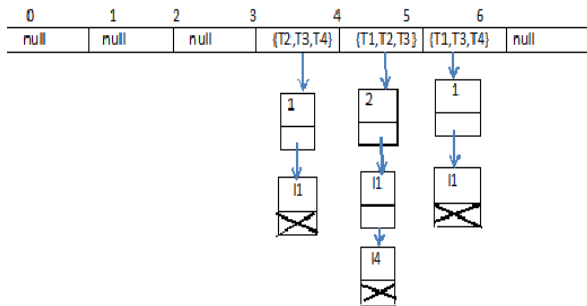 0 1 2 3 4 5 6
null null null {T2,T3,T4} {T1,T2,T3} {T1,T3,T4} null
1 2 1
I1 I1 I1
I4